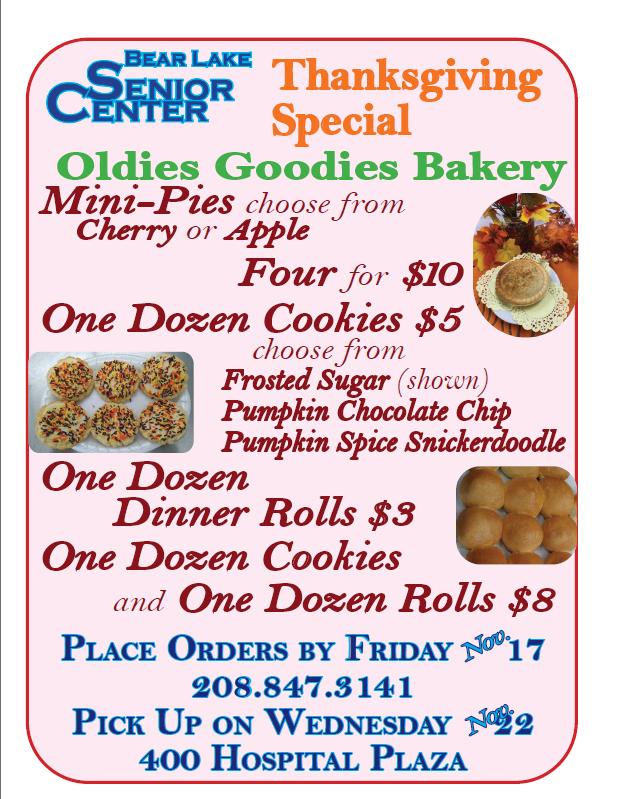 Bear Lake
Senior
Center
Thanksgiving
Special
Oldies Goodies Bakery
Mini-Pies choose from
Cherry or Apple
Four for $10
One Dozen Cookies $5
choose from
Frosted Sugar (shown)
Pumpkin Chocolate Chip
Pumpkin Spice Snickerdoodle
One Dozen
Dinner Rolls $3
One Dozen Cookies
and One Dozen Rolls $8
Place Orders by Friday Nov. 17
208.847.3141
Pick Up on Wednesday Nov. 22
400 Hospital Plaza